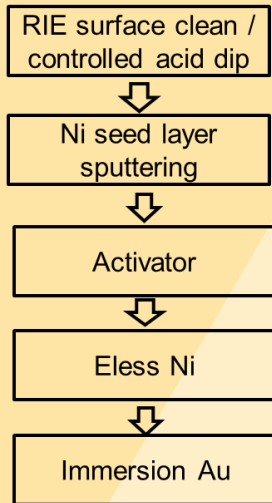 RIE surface clean /
controlled acid dip
Ni seed layer
sputtering
Activator
Eless Ni
Immersion Au